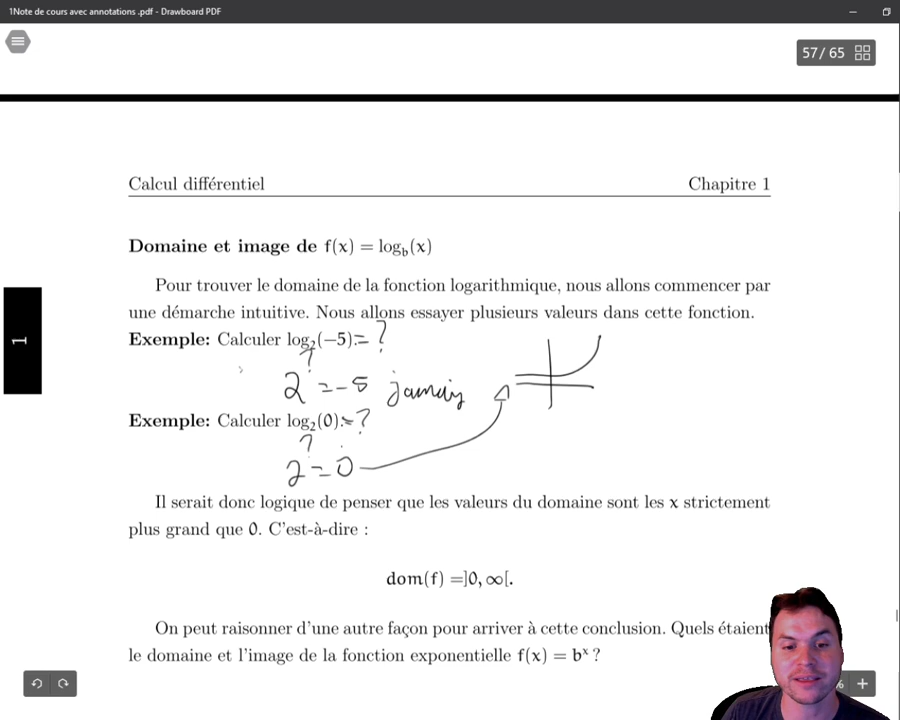 1Note de cours avec annotations .pdf - Drawboard PDF
57 / 65
Calcul différentiel Chapitre 1
Domaine et image de f(x) = log_b(x)
Pour trouver le domaine de la fonction logarithmique, nous allons commencer par
une démarche intuitive. Nous allons essayer plusieurs valeurs dans cette fonction.
Exemple: Calculer log₂(−5).= ?
?
2 = -5 jamais
Exemple: Calculer log₂(0).= ?
?
2 = 0
1
Il serait donc logique de penser que les valeurs du domaine sont les x strictement
plus grand que 0. C'est-à-dire :
dom(f) =]0, ∞[.
On peut raisonner d'une autre façon pour arriver à cette conclusion. Quels étaient
le domaine et l'image de la fonction exponentielle f(x) = bˣ ?
%